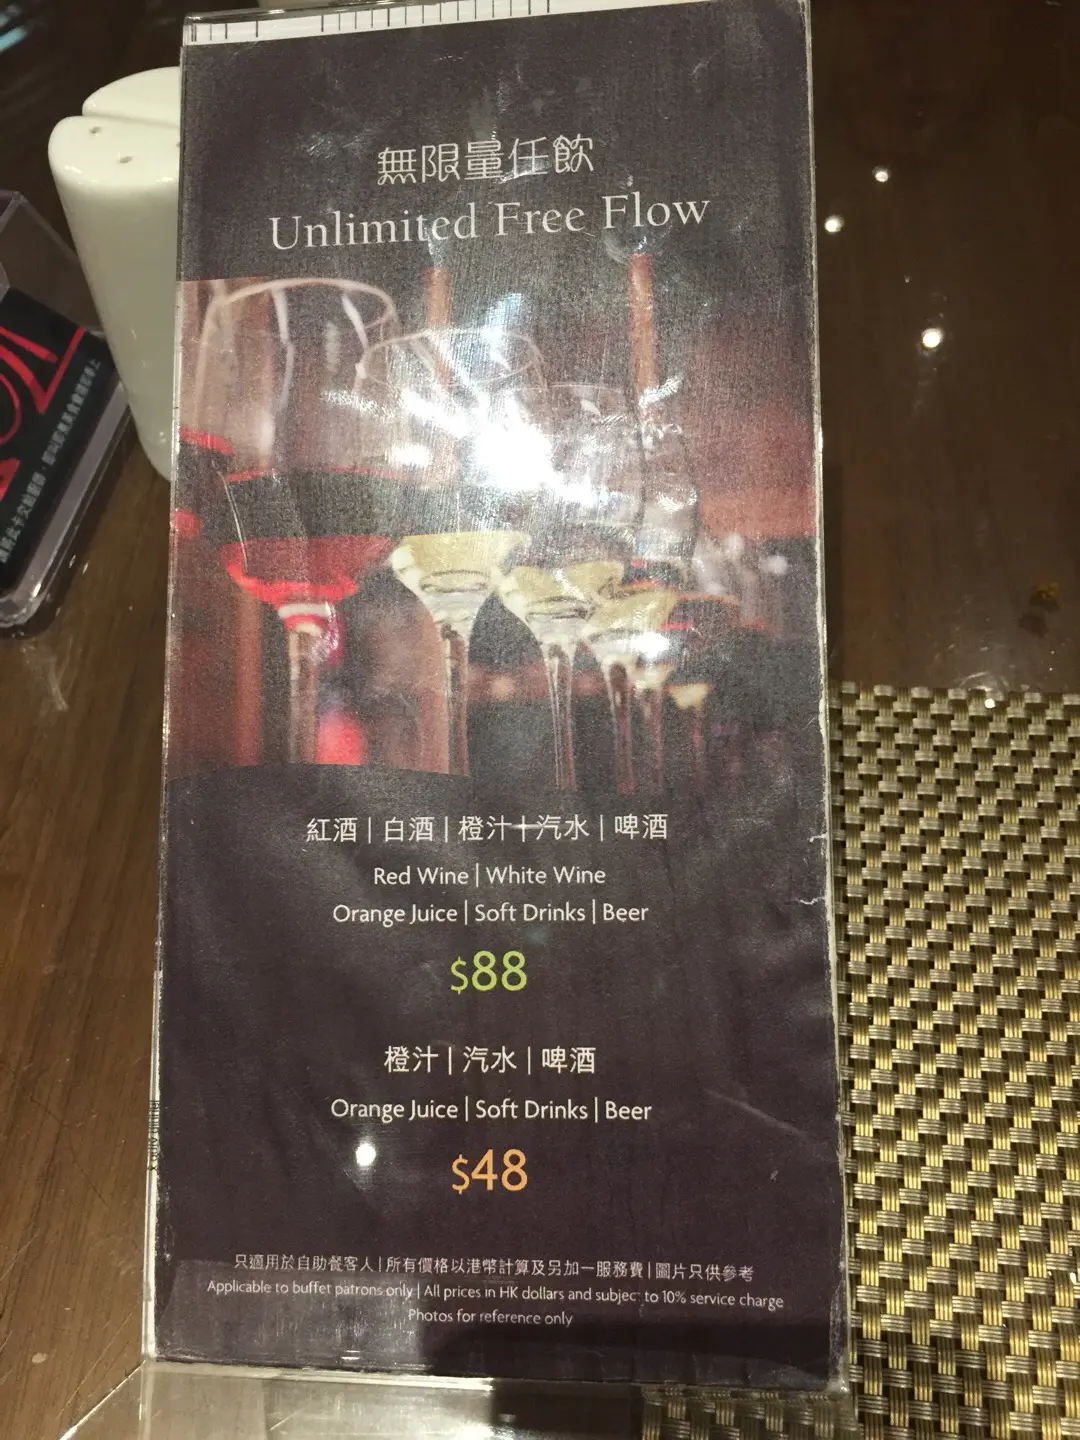 無限量任飲
Unlimited Free Flow
紅酒 | 白酒 | 橙汁 | 汽水 | 啤酒
Red Wine | White Wine
Orange Juice | Soft Drinks | Beer
$88
橙汁 | 汽水 | 啤酒
Orange Juice | Soft Drinks | Beer
$48
只適用於自助餐客人 | 所有價格以港幣計算及另加一服務費 | 圖片只供參考
Applicable to buffet patrons only | All prices in HK dollars and subject to 10% service charge
Photos for reference only